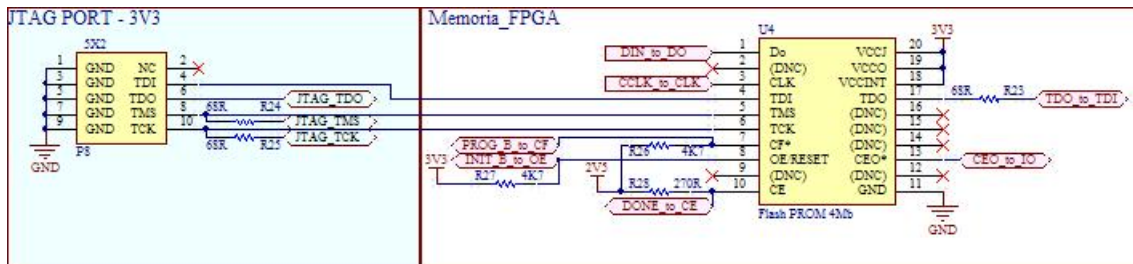 JTAG PORT - 3V3
5X2
1 GND NC 2
3 GND TDI 4
5 GND TDO 6 JTAG_TDO
7 GND TMS 8 68R R24 JTAG_TMS
9 GND TCK 10 68R R25 JTAG_TCK
P8
GND
Memoria_FPGA
U4
DIN_to_DO 1 Do VCCJ 20 3V3
2 (DNC) VCCO 19
CCLK_to_CLK 3 CLK VCCINT 18
4 TDI TDO 17 68R R23 TDO_to_TDI
5 TMS (DNC) 16
6 TCK (DNC) 15
PROG_B_to_CF 7 CF* (DNC) 14
R26 4K7
3V3 INIT_B_to_OE 8 OE/RESET CEO* 13 CEO_to_IO
R27 4K7 2V5 9 (DNC) (DNC) 12
R28 270R 10 CE GND 11
DONE_to_CE
Flash PROM 4Mb
GND